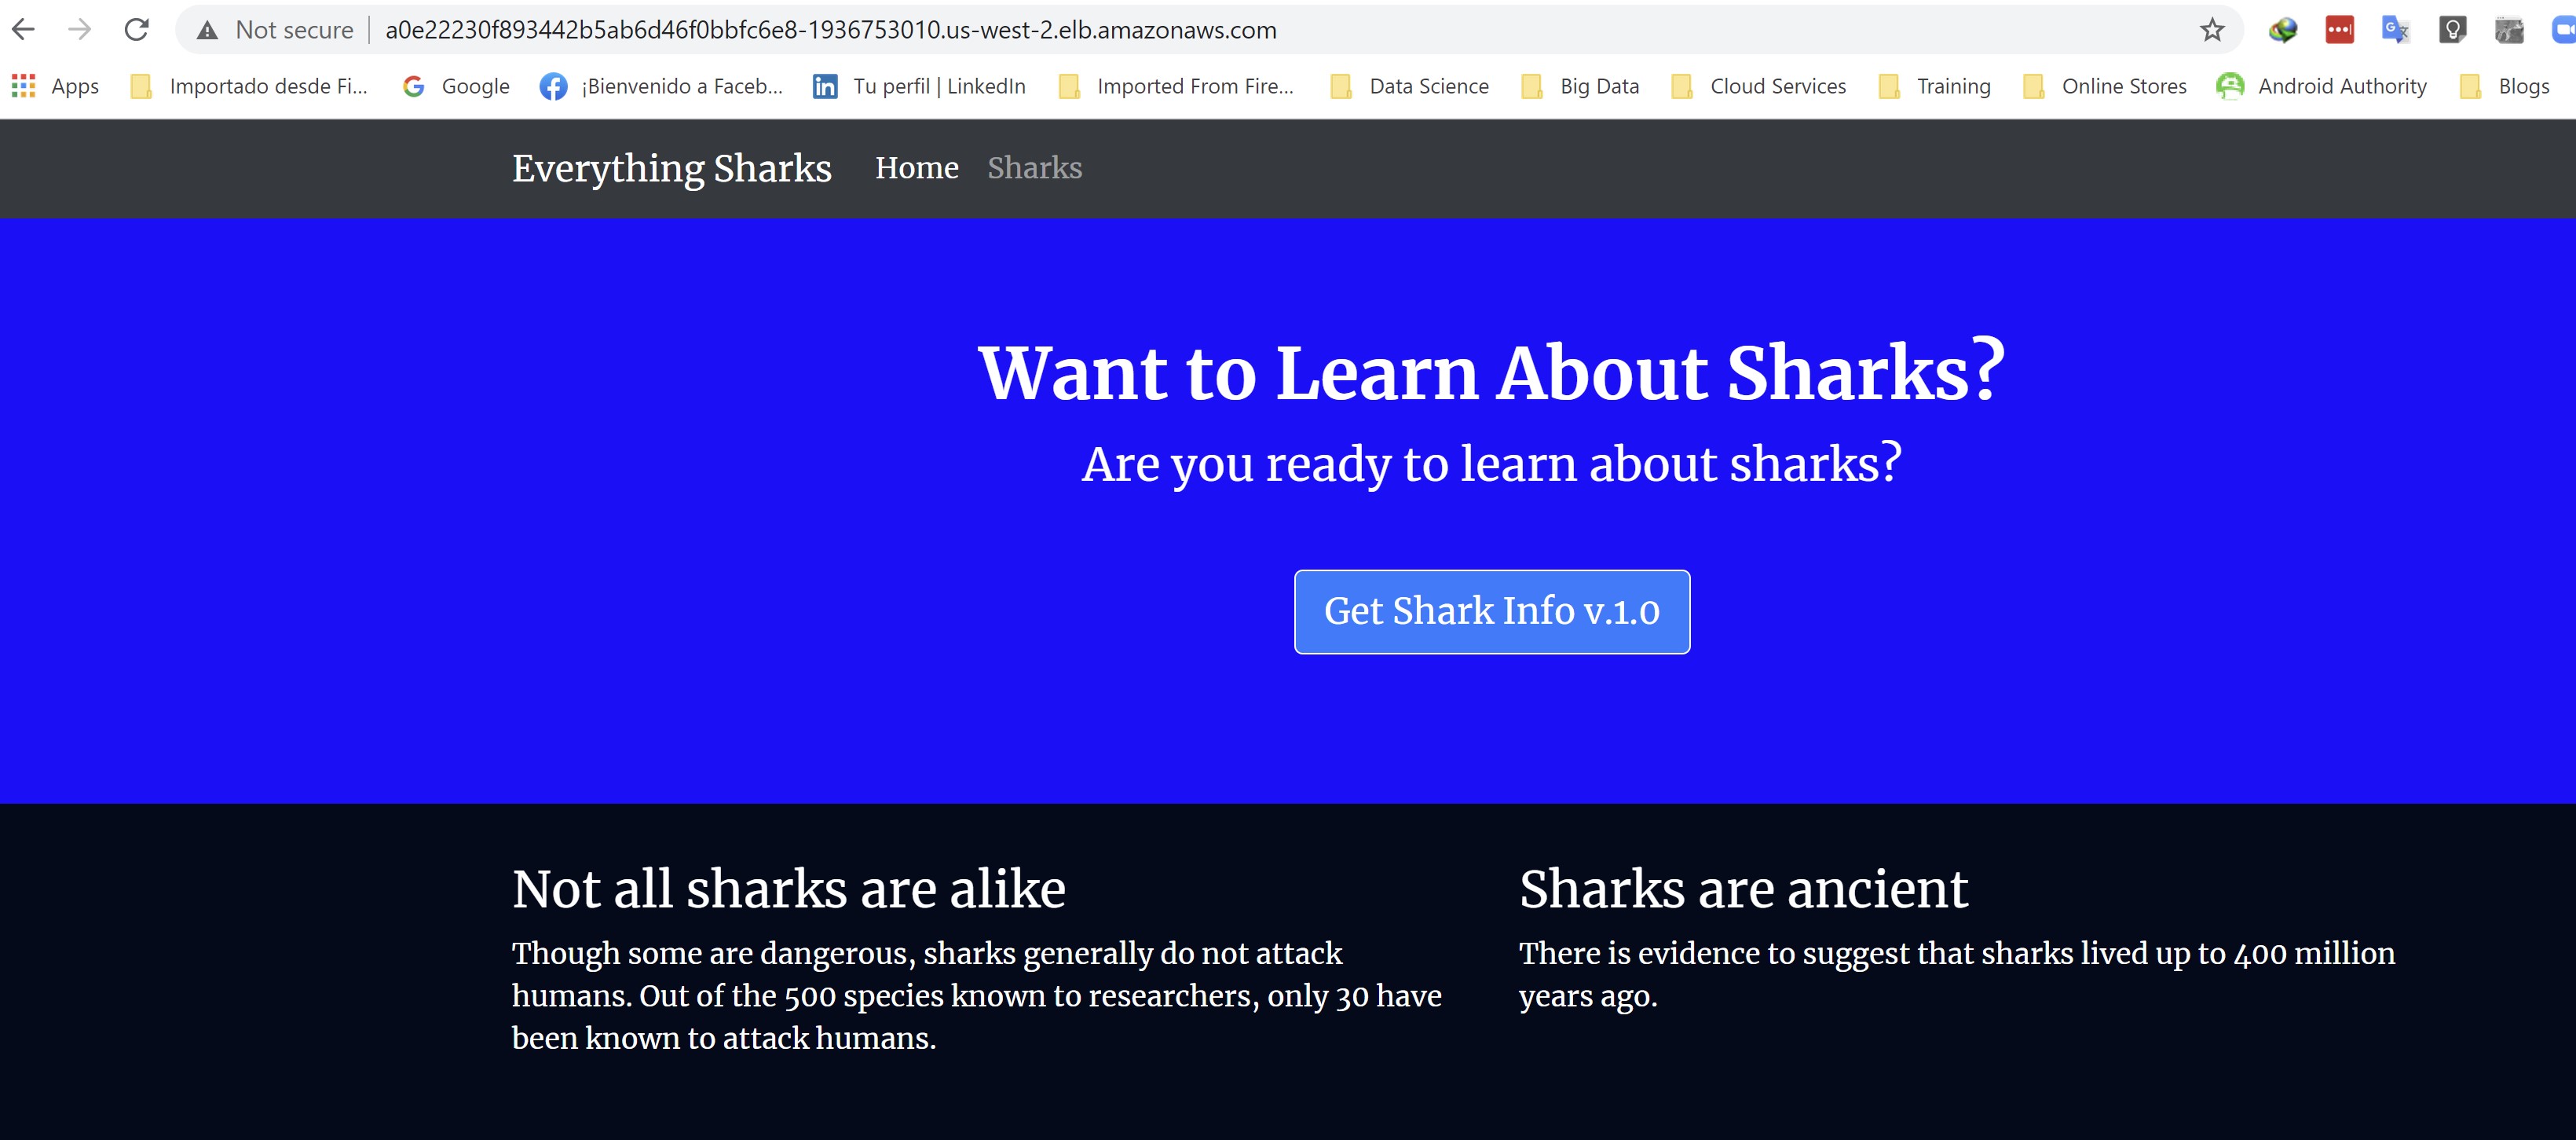 Not secure | a0e22230f893442b5ab6d46f0bbfc6e8-1936753010.us-west-2.elb.amazonaws.com
Apps Importado desde Fi... Google ¡Bienvenido a Faceb... Tu perfil | LinkedIn Imported From Fire... Data Science Big Data Cloud Services Training Online Stores Android Authority Blogs
Everything Sharks Home Sharks
Want to Learn About Sharks?
Are you ready to learn about sharks?
Get Shark Info v.1.0
Not all sharks are alike
Though some are dangerous, sharks generally do not attack
humans. Out of the 500 species known to researchers, only 30 have
been known to attack humans.
Sharks are ancient
There is evidence to suggest that sharks lived up to 400 million
years ago.